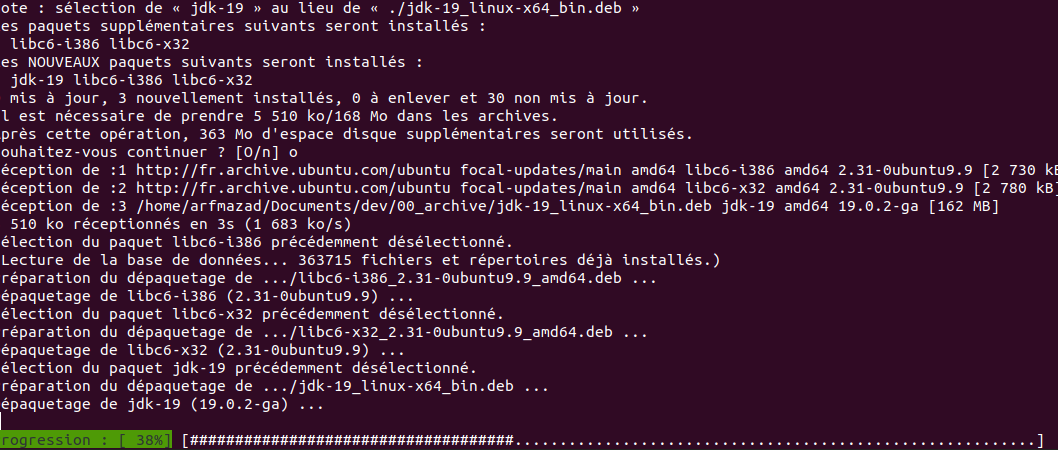 ote : sélection de « jdk-19 » au lieu de « ./jdk-19_linux-x64_bin.deb »
es paquets supplémentaires suivants seront installés :
libc6-i386 libc6-x32
es NOUVEAUX paquets suivants seront installés :
jdk-19 libc6-i386 libc6-x32
mis à jour, 3 nouvellement installés, 0 à enlever et 30 non mis à jour.
l est nécessaire de prendre 5 510 ko/168 Mo dans les archives.
près cette opération, 363 Mo d'espace disque supplémentaires seront utilisés.
ouhaitez-vous continuer ? [O/n] o
éception de :1 http://fr.archive.ubuntu.com/ubuntu focal-updates/main amd64 libc6-i386 amd64 2.31-0ubuntu9.9 [2 730 kB
éception de :2 http://fr.archive.ubuntu.com/ubuntu focal-updates/main amd64 libc6-x32 amd64 2.31-0ubuntu9.9 [2 780 kB]
éception de :3 /home/arfmazad/Documents/dev/00_archive/jdk-19_linux-x64_bin.deb jdk-19 amd64 19.0.2-ga [162 MB]
510 ko réceptionnés en 3s (1 683 ko/s)
élection du paquet libc6-i386 précédemment désélectionné.
(Lecture de la base de données... 363715 fichiers et répertoires déjà installés.)
réparation du dépaquetage de .../libc6-i386_2.31-0ubuntu9.9_amd64.deb ...
épaquetage de libc6-i386 (2.31-0ubuntu9.9) ...
élection du paquet libc6-x32 précédemment désélectionné.
réparation du dépaquetage de .../libc6-x32_2.31-0ubuntu9.9_amd64.deb ...
épaquetage de libc6-x32 (2.31-0ubuntu9.9) ...
élection du paquet jdk-19 précédemment désélectionné.
réparation du dépaquetage de .../jdk-19_linux-x64_bin.deb ...
épaquetage de jdk-19 (19.0.2-ga) ...
rogression : [ 38%] [####################################..........................................................]